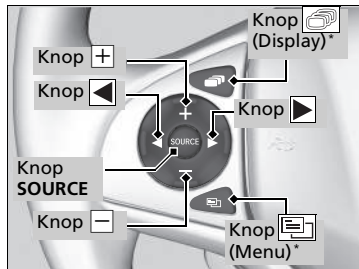 Knop
(Display)*
Knop +
Knop ◀
Knop ▶
+
SOURCE
◀
▶
−
Knop
SOURCE
Knop −
Knop
(Menu)*